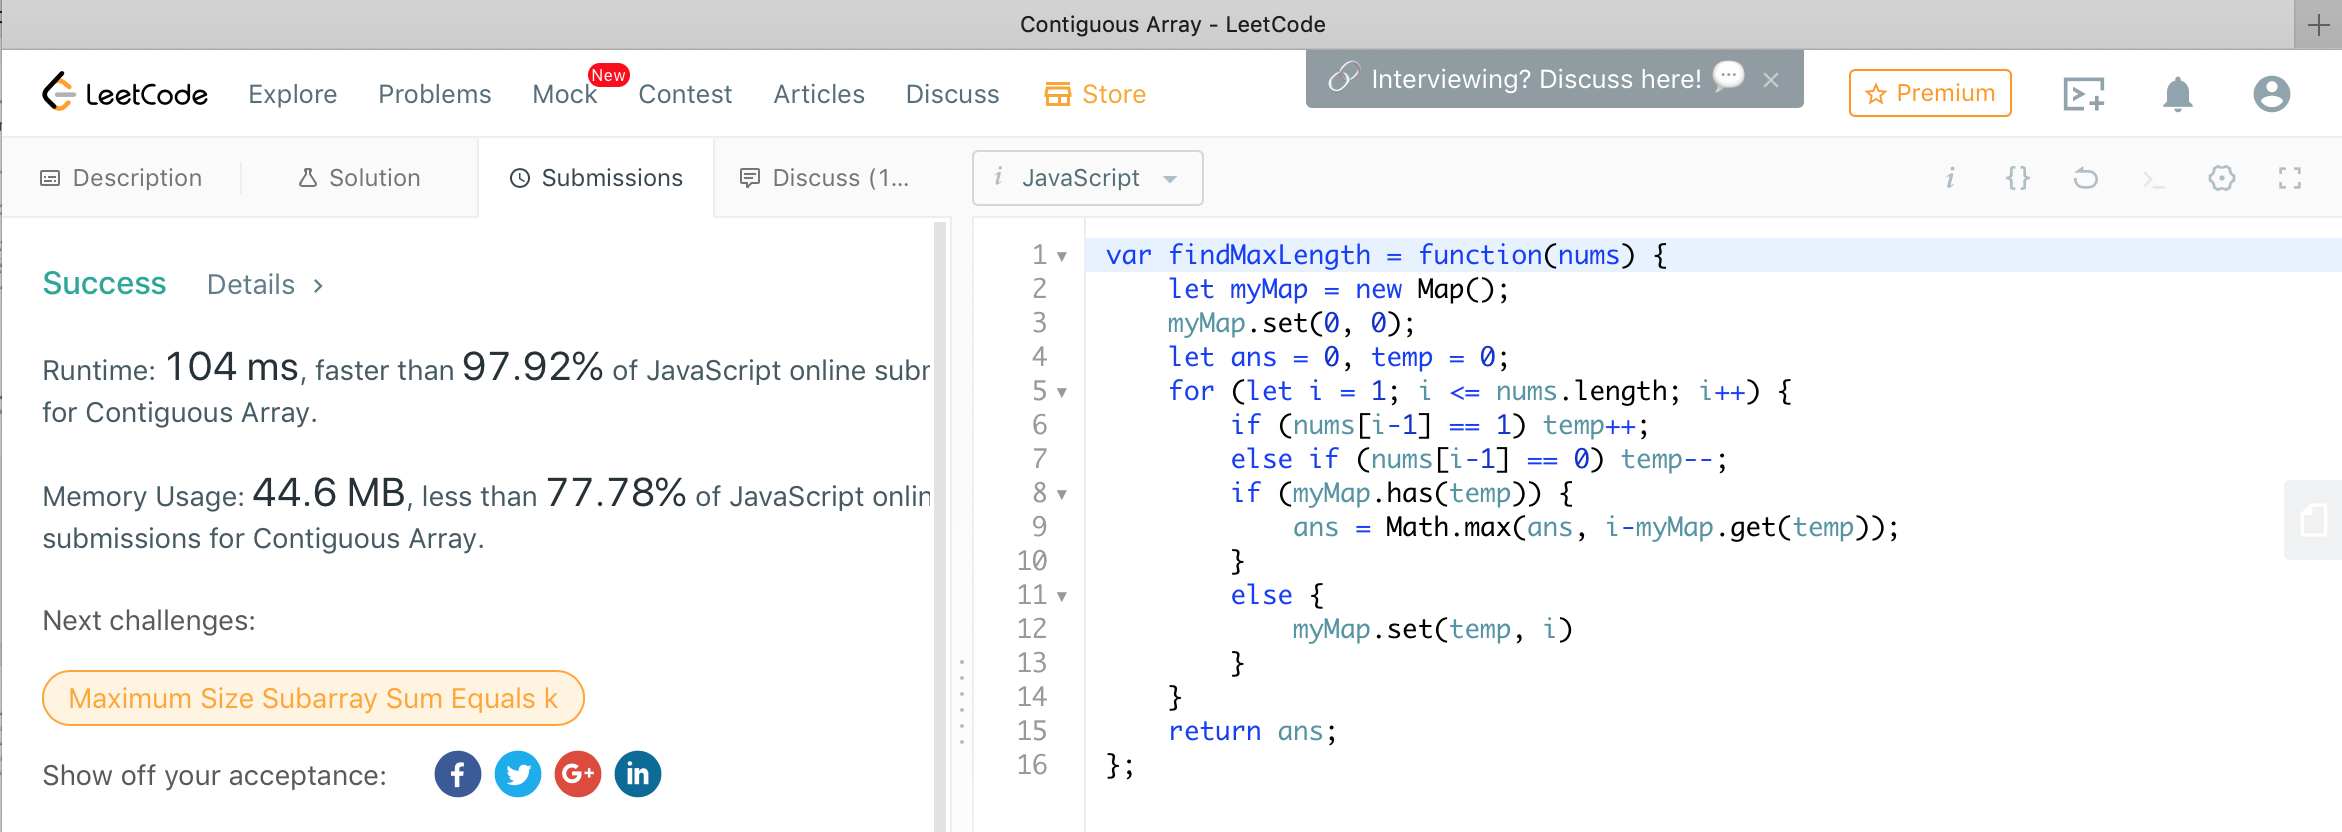 Contiguous Array - LeetCode
LeetCode Explore Problems Mock New Contest Articles Discuss Store Interviewing? Discuss here! Premium
Description Solution Submissions Discuss (1... JavaScript
Success Details
Runtime: 104 ms, faster than 97.92% of JavaScript online subr
for Contiguous Array.
Memory Usage: 44.6 MB, less than 77.78% of JavaScript onlin
submissions for Contiguous Array.
Next challenges:
Maximum Size Subarray Sum Equals k
Show off your acceptance: f G+ in
1 var findMaxLength = function(nums) {
2     let myMap = new Map();
3     myMap.set(0, 0);
4     let ans = 0, temp = 0;
5     for (let i = 1; i <= nums.length; i++) {
6         if (nums[i-1] == 1) temp++;
7         else if (nums[i-1] == 0) temp--;
8         if (myMap.has(temp)) {
9             ans = Math.max(ans, i-myMap.get(temp));
10         }
11         else {
12             myMap.set(temp, i)
13         }
14     }
15     return ans;
16 };